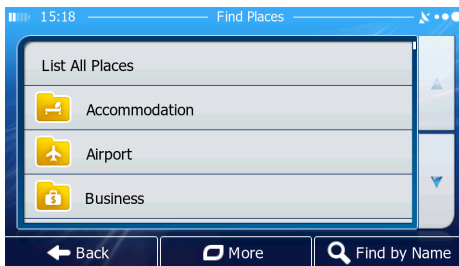 15:18 Find Places
List All Places
Accommodation
Airport
$ Business
Back More Find by Name